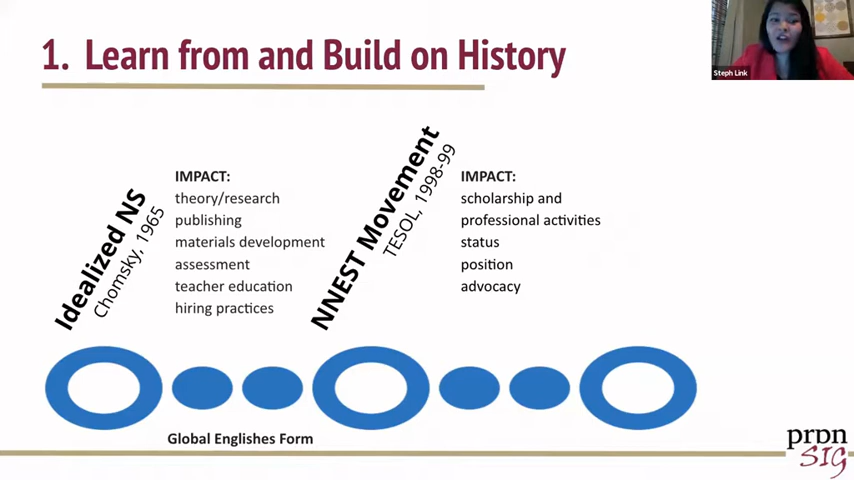 1. Learn from and Build on History
Steph Link
Idealized NS
Chomsky, 1965
IMPACT:
theory/research
publishing
materials development
assessment
teacher education
hiring practices
NNEST Movement
TESOL, 1998-99
IMPACT:
scholarship and
professional activities
status
position
advocacy
Global Englishes Form
prɒn
SIG